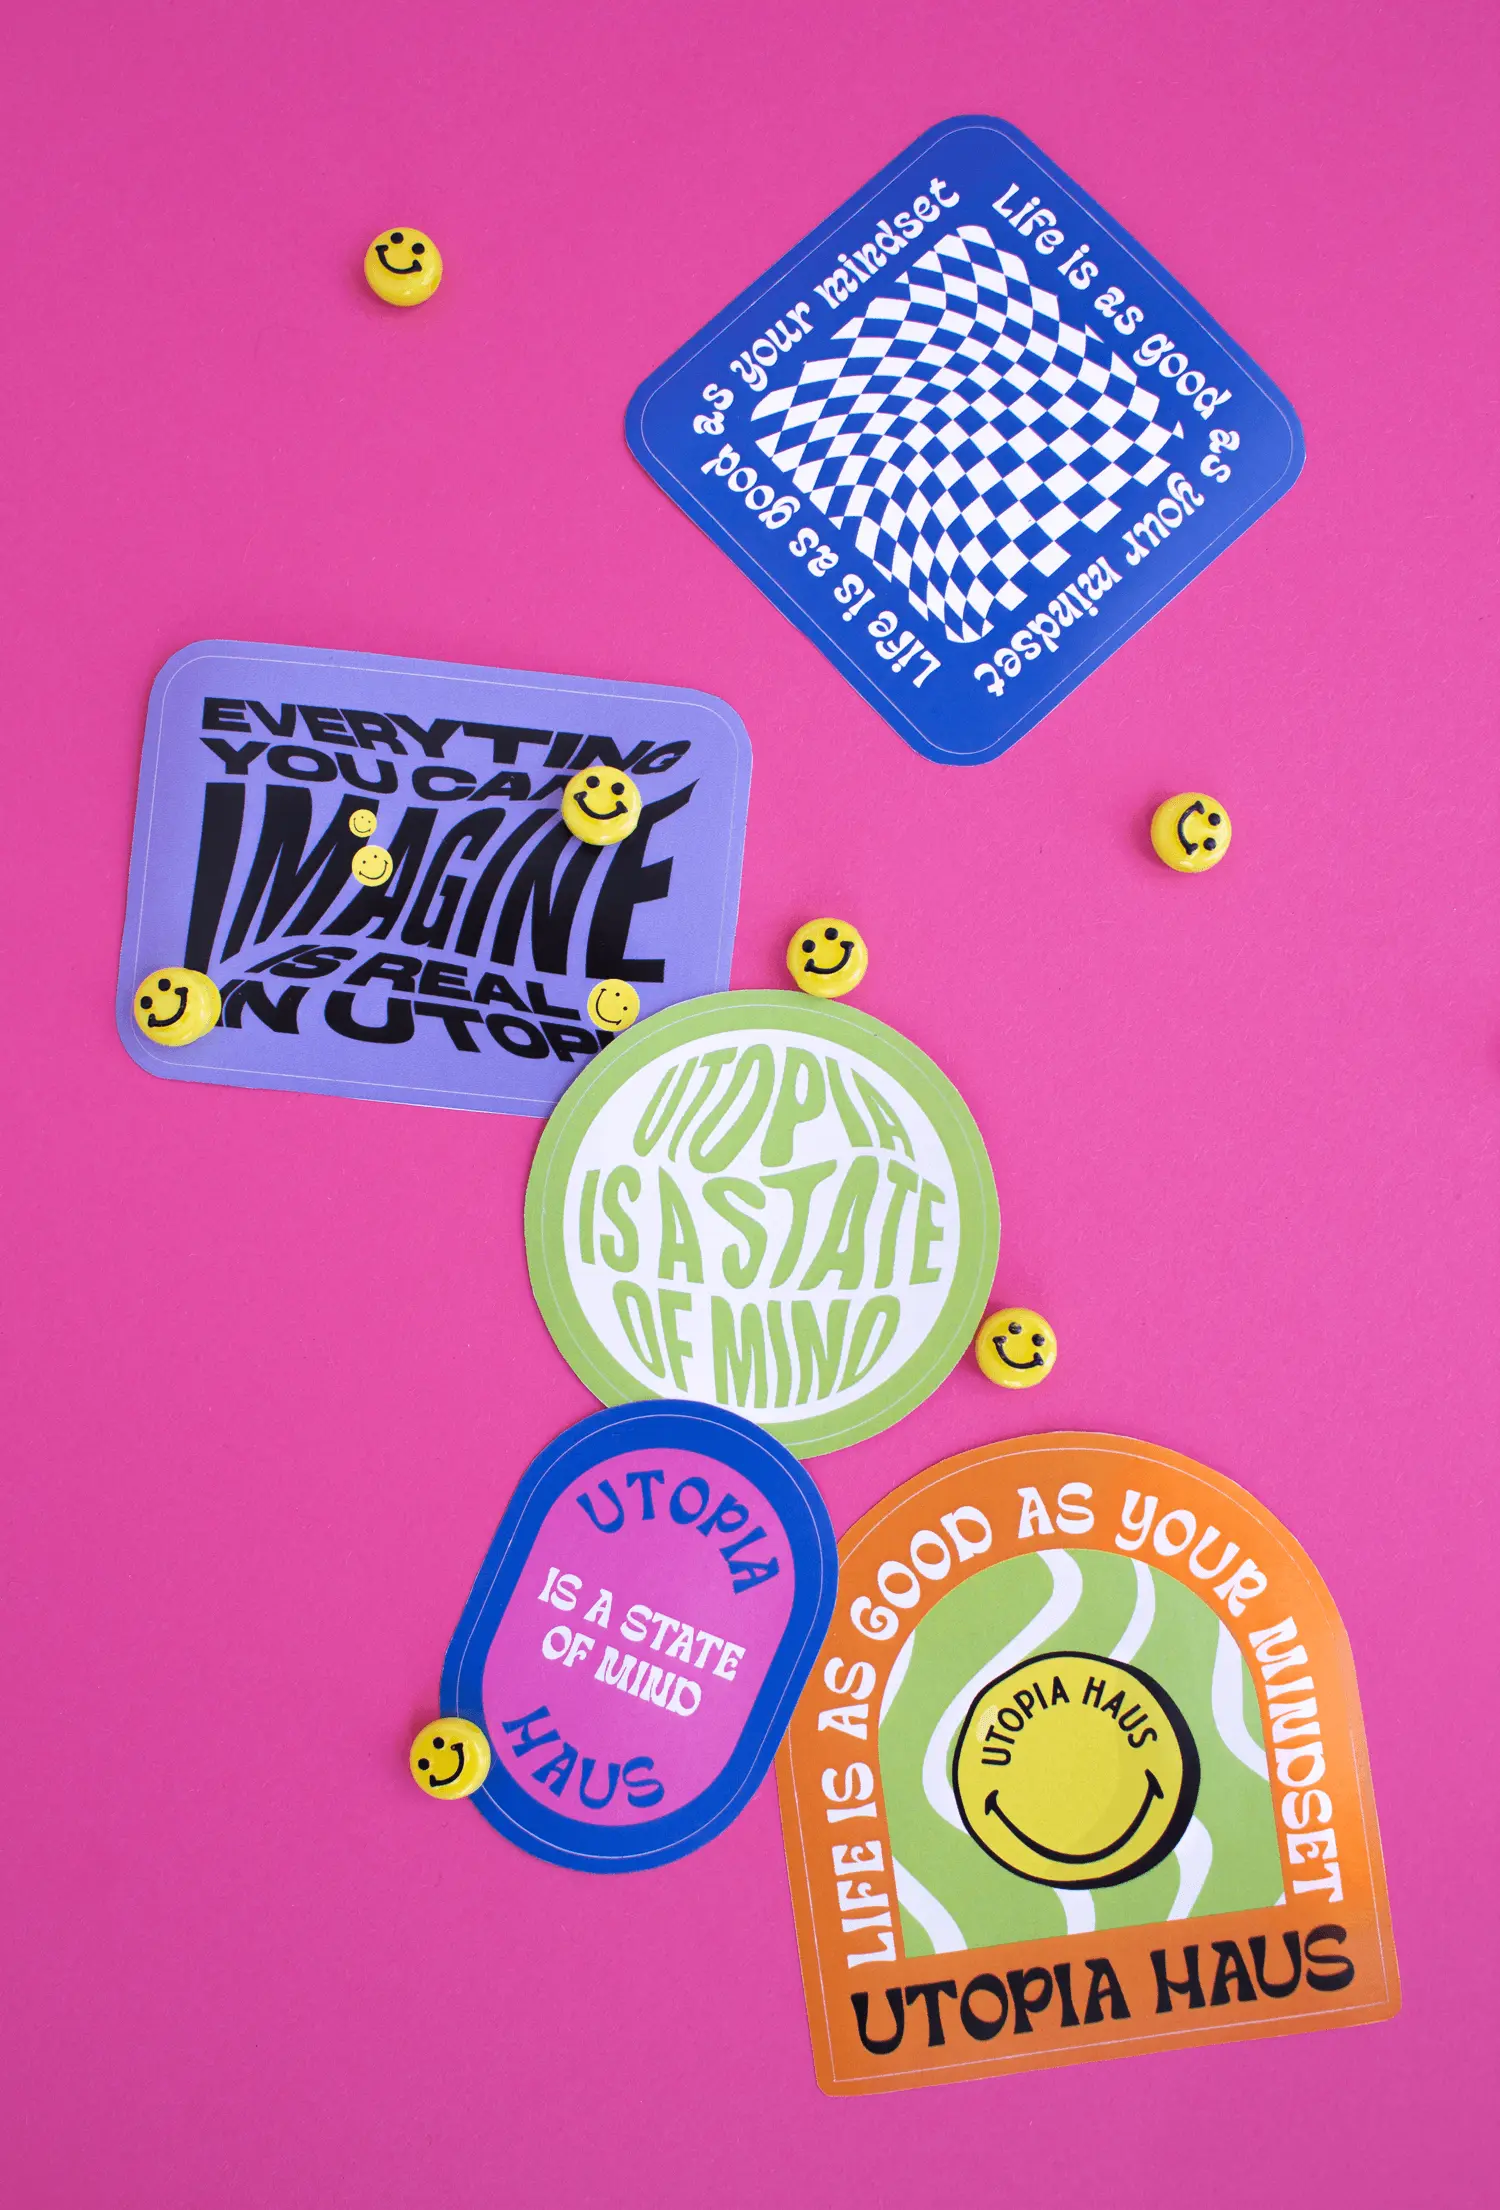 Life is as good as your mindset
Life is as good as your mindset
EVERYTING
YOU CAN
IMAGINE
IS REAL
IN UTOPI
UTOPIA
IS A STATE
OF MIND
UTOPIA
IS A STATE
OF MIND
HAUS
LIFE IS AS GOOD AS YOUR MINDSET
UTOPIA HAUS
UTOPIA HAUS